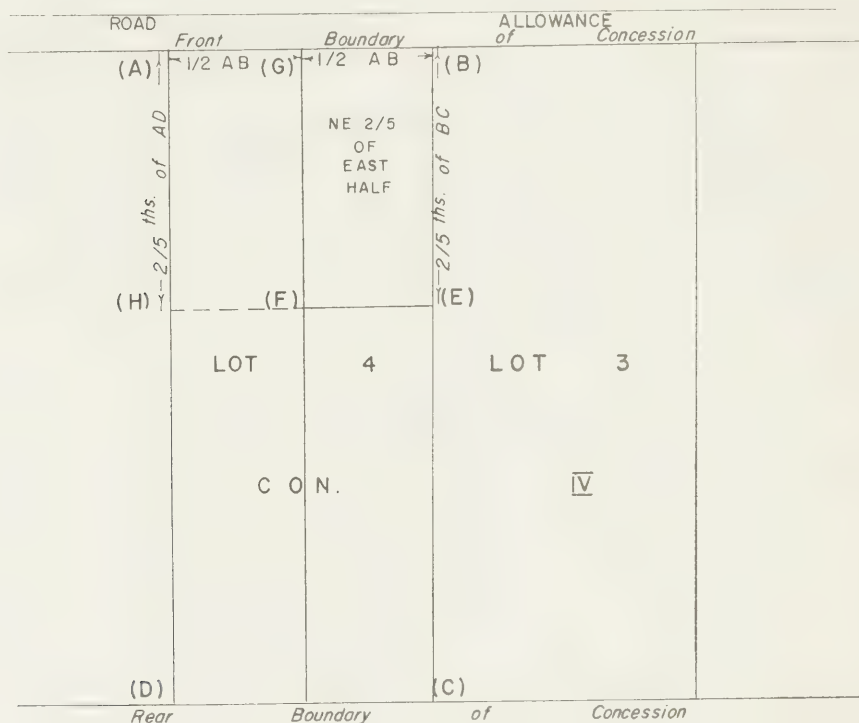 ROAD ALLOWANCE
Front Boundary of Concession
(A) 1/2 AB (G) 1/2 AB (B)
2/5 ths. of AD
NE 2/5
OF
EAST
HALF
2/5 ths. of BC
(H) (F) (E)
LOT 4 LOT 3
CON. IV
(D) (C)
Rear Boundary of Concession